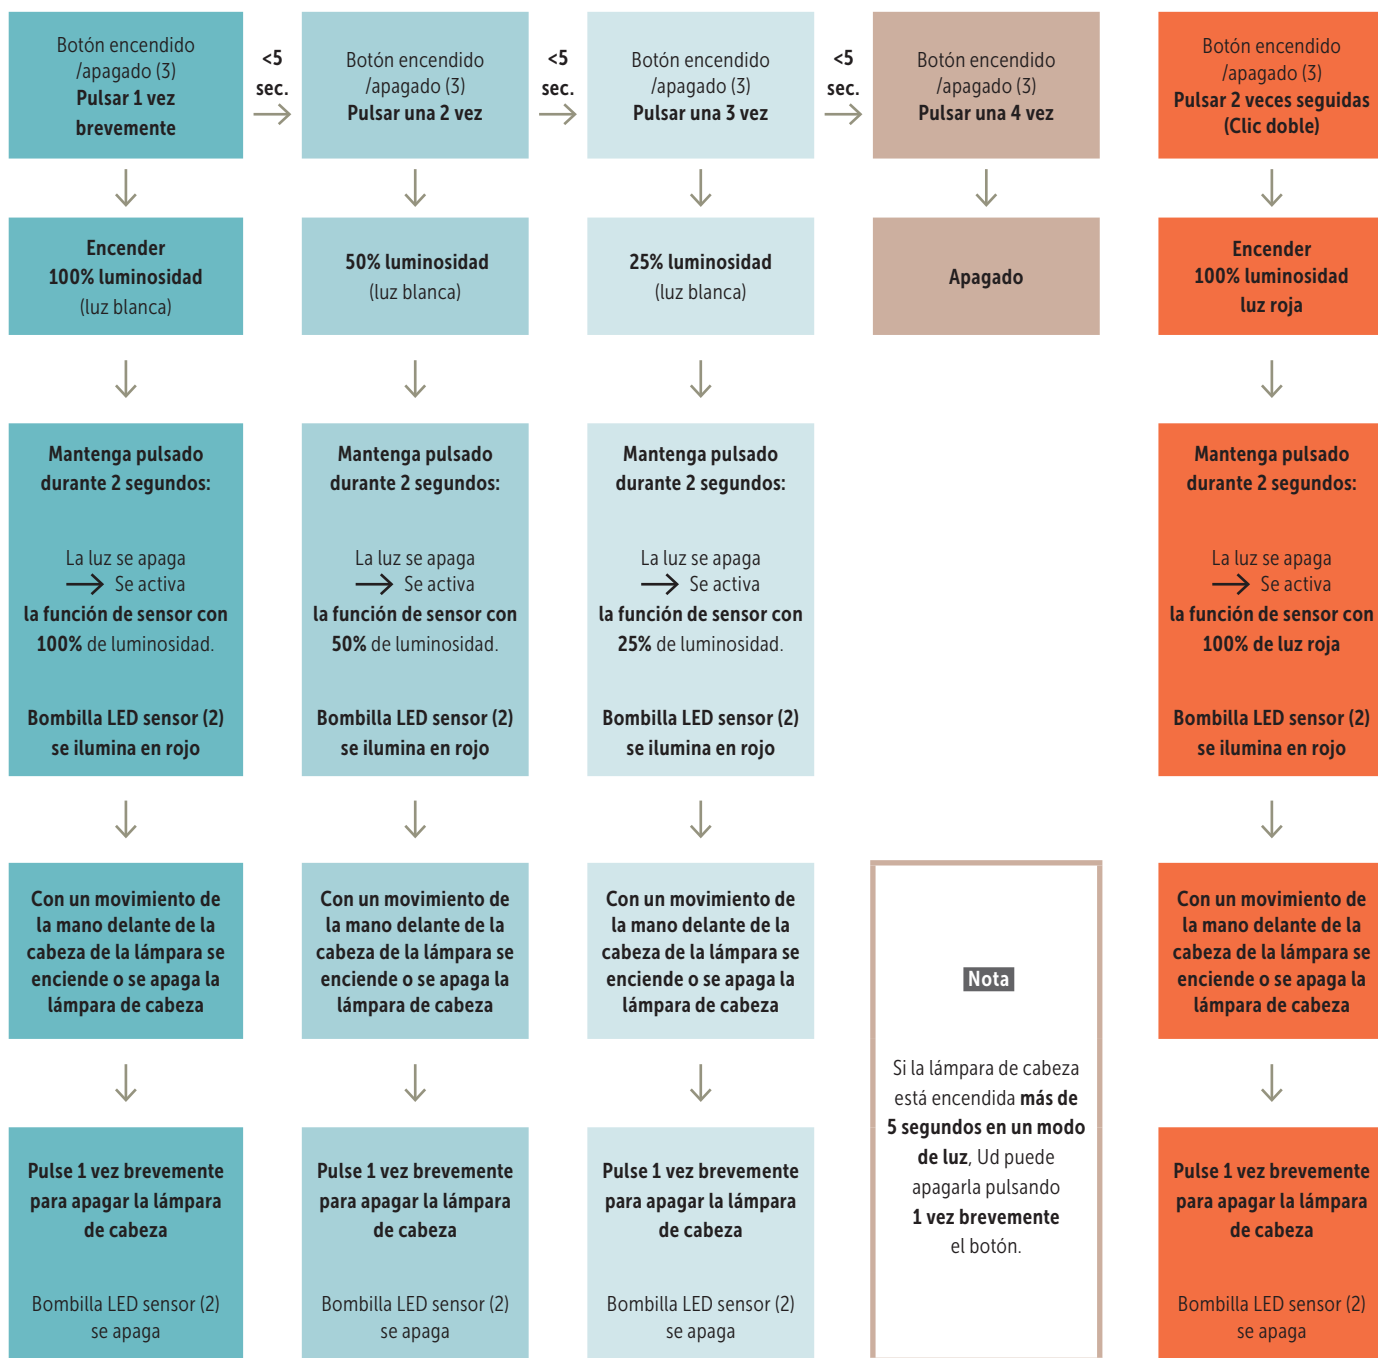 Botón encendido
/apagado (3)
Pulsar 1 vez
brevemente
<5
sec.
Botón encendido
/apagado (3)
Pulsar una 2 vez
<5
sec.
Botón encendido
/apagado (3)
Pulsar una 3 vez
<5
sec.
Botón encendido
/apagado (3)
Pulsar una 4 vez
Botón encendido
/apagado (3)
Pulsar 2 veces seguidas
(Clic doble)
Encender
100% luminosidad
(luz blanca)
50% luminosidad
(luz blanca)
25% luminosidad
(luz blanca)
Apagado
Encender
100% luminosidad
luz roja
Mantenga pulsado
durante 2 segundos:
La luz se apaga
→ Se activa
la función de sensor con
100% de luminosidad.
Bombilla LED sensor (2)
se ilumina en rojo
Mantenga pulsado
durante 2 segundos:
La luz se apaga
→ Se activa
la función de sensor con
50% de luminosidad.
Bombilla LED sensor (2)
se ilumina en rojo
Mantenga pulsado
durante 2 segundos:
La luz se apaga
→ Se activa
la función de sensor con
25% de luminosidad.
Bombilla LED sensor (2)
se ilumina en rojo
Mantenga pulsado
durante 2 segundos:
La luz se apaga
→ Se activa
la función de sensor con
100% de luz roja
Bombilla LED sensor (2)
se ilumina en rojo
Con un movimiento de
la mano delante de la
cabeza de la lámpara se
enciende o se apaga la
lámpara de cabeza
Con un movimiento de
la mano delante de la
cabeza de la lámpara se
enciende o se apaga la
lámpara de cabeza
Con un movimiento de
la mano delante de la
cabeza de la lámpara se
enciende o se apaga la
lámpara de cabeza
Nota
Si la lámpara de cabeza
está encendida más de
5 segundos en un modo
de luz, Ud puede
apagarla pulsando
1 vez brevemente
el botón.
Con un movimiento de
la mano delante de la
cabeza de la lámpara se
enciende o se apaga la
lámpara de cabeza
Pulse 1 vez brevemente
para apagar la lámpara
de cabeza
Bombilla LED sensor (2)
se apaga
Pulse 1 vez brevemente
para apagar la lámpara
de cabeza
Bombilla LED sensor (2)
se apaga
Pulse 1 vez brevemente
para apagar la lámpara
de cabeza
Bombilla LED sensor (2)
se apaga
Pulse 1 vez brevemente
para apagar la lámpara
de cabeza
Bombilla LED sensor (2)
se apaga